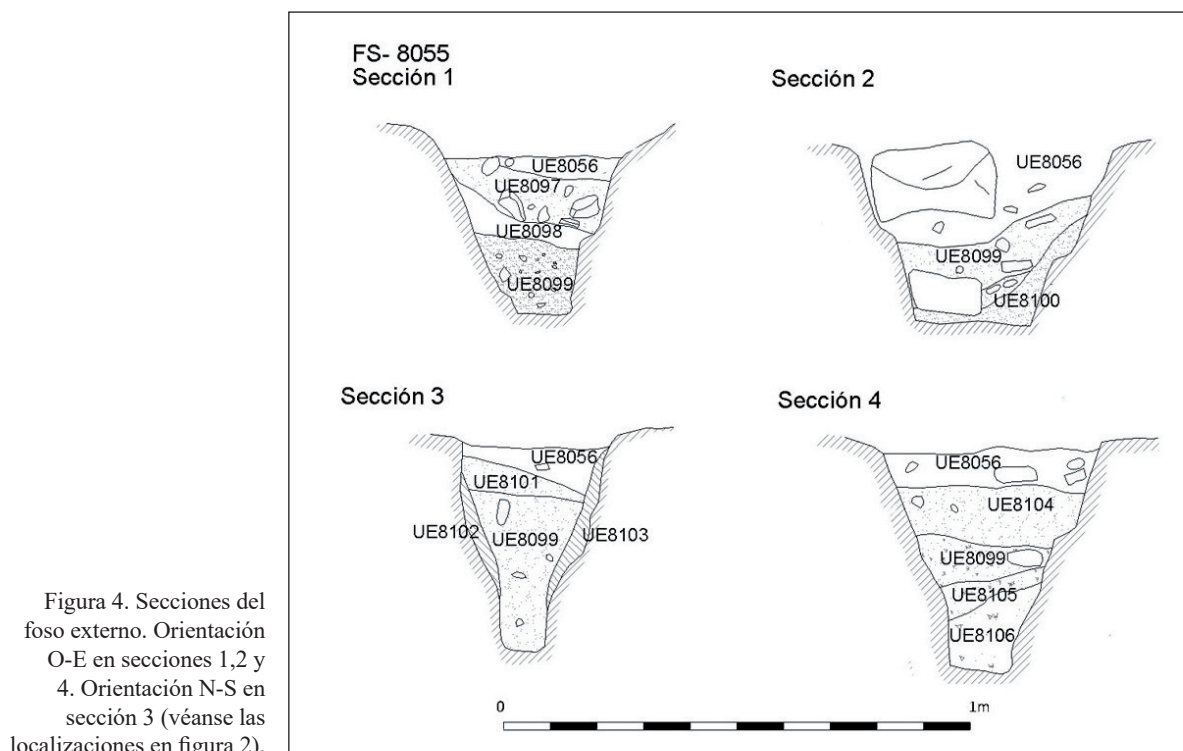 FS- 8055
Sección 1
Sección 2
UE8056
UE8097
UE8098
UE8099
UE8056
UE8099
UE8100
Sección 3
Sección 4
UE8056
UE8101
UE8102
UE8099
UE8103
UE8056
UE8104
UE8099
UE8105
UE8106
0
1m
Figura 4. Secciones del
foso externo. Orientación
O-E en secciones 1,2 y
4. Orientación N-S en
sección 3 (véanse las
localizaciones en figura 2).